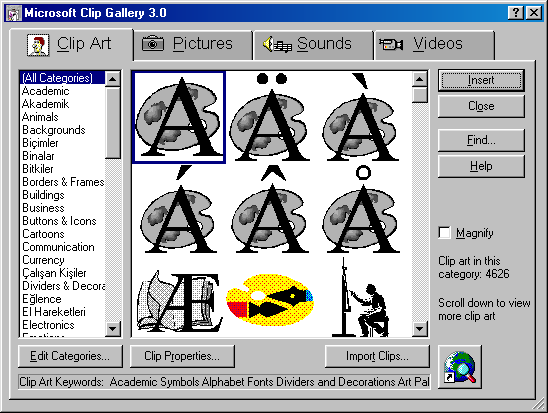 Microsoft Clip Gallery 3.0
Clip Art
Pictures
Sounds
Videos
(All Categories)
Academic
Akademik
Animals
Backgrounds
Biçimler
Binalar
Bitkiler
Borders & Frames
Buildings
Business
Buttons & Icons
Cartoons
Communication
Currency
Çalışan Kişiler
Dividers & Decora
Eğlence
El Hareketleri
Electronics
A
Ä
À
Á
Â
Å
Æ
Insert
Close
Find...
Help
Magnify
Clip art in this
category: 4626
Scroll down to view
more clip art
Edit Categories...
Clip Properties...
Import Clips...
Clip Art Keywords: Academic Symbols Alphabet Fonts Dividers and Decorations Art Pal